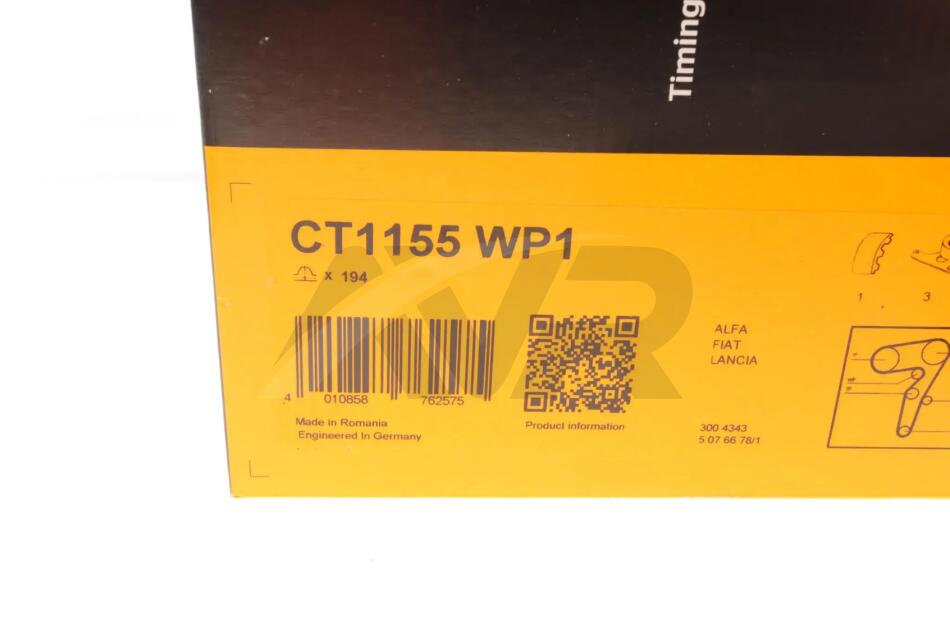 Timing
CT1155 WP1
x 194
1
3
ALFA
FIAT
LANCIA
4 010858 762575
Made in Romania
Engineered In Germany
Product information
300 4343
5 07 66 78/1
AVR